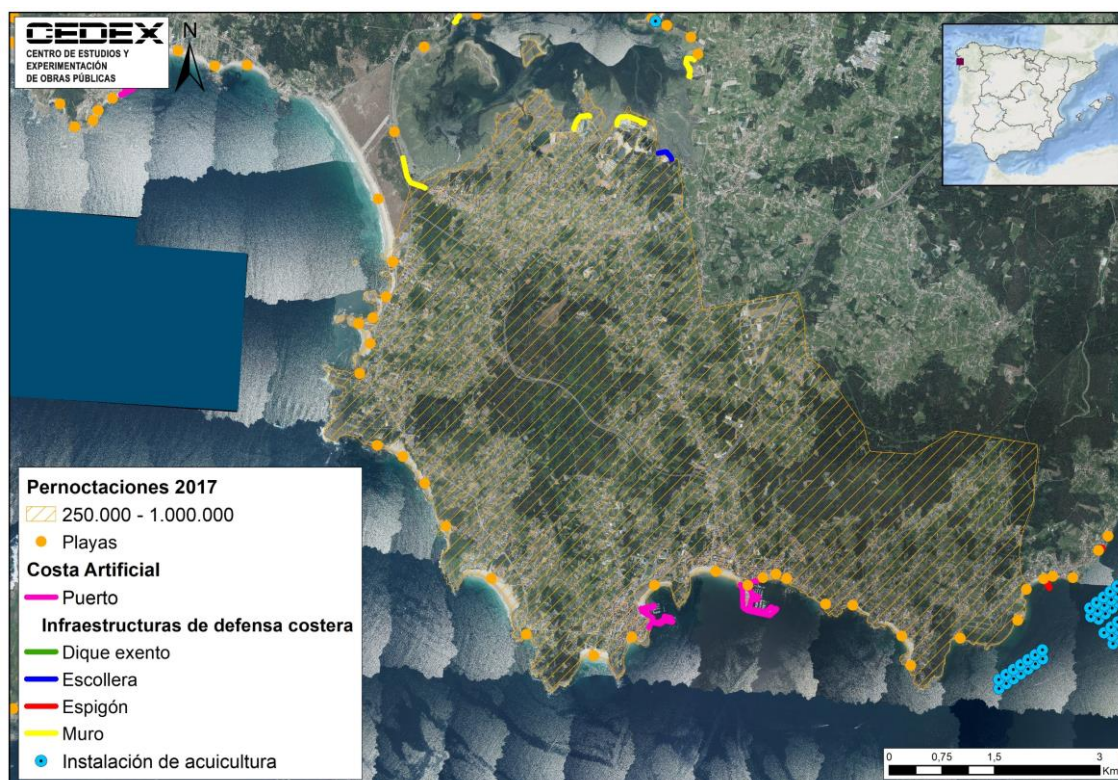 CEDEX
CENTRO DE ESTUDIOS Y
EXPERIMENTACIÓN
DE OBRAS PÚBLICAS
N
Pernoctaciones 2017
250.000 - 1.000.000
Playas
Costa Artificial
Puerto
Infraestructuras de defensa costera
Dique exento
Escollera
Espigón
Muro
Instalación de acuicultura
0 0,75 1,5 3
Km